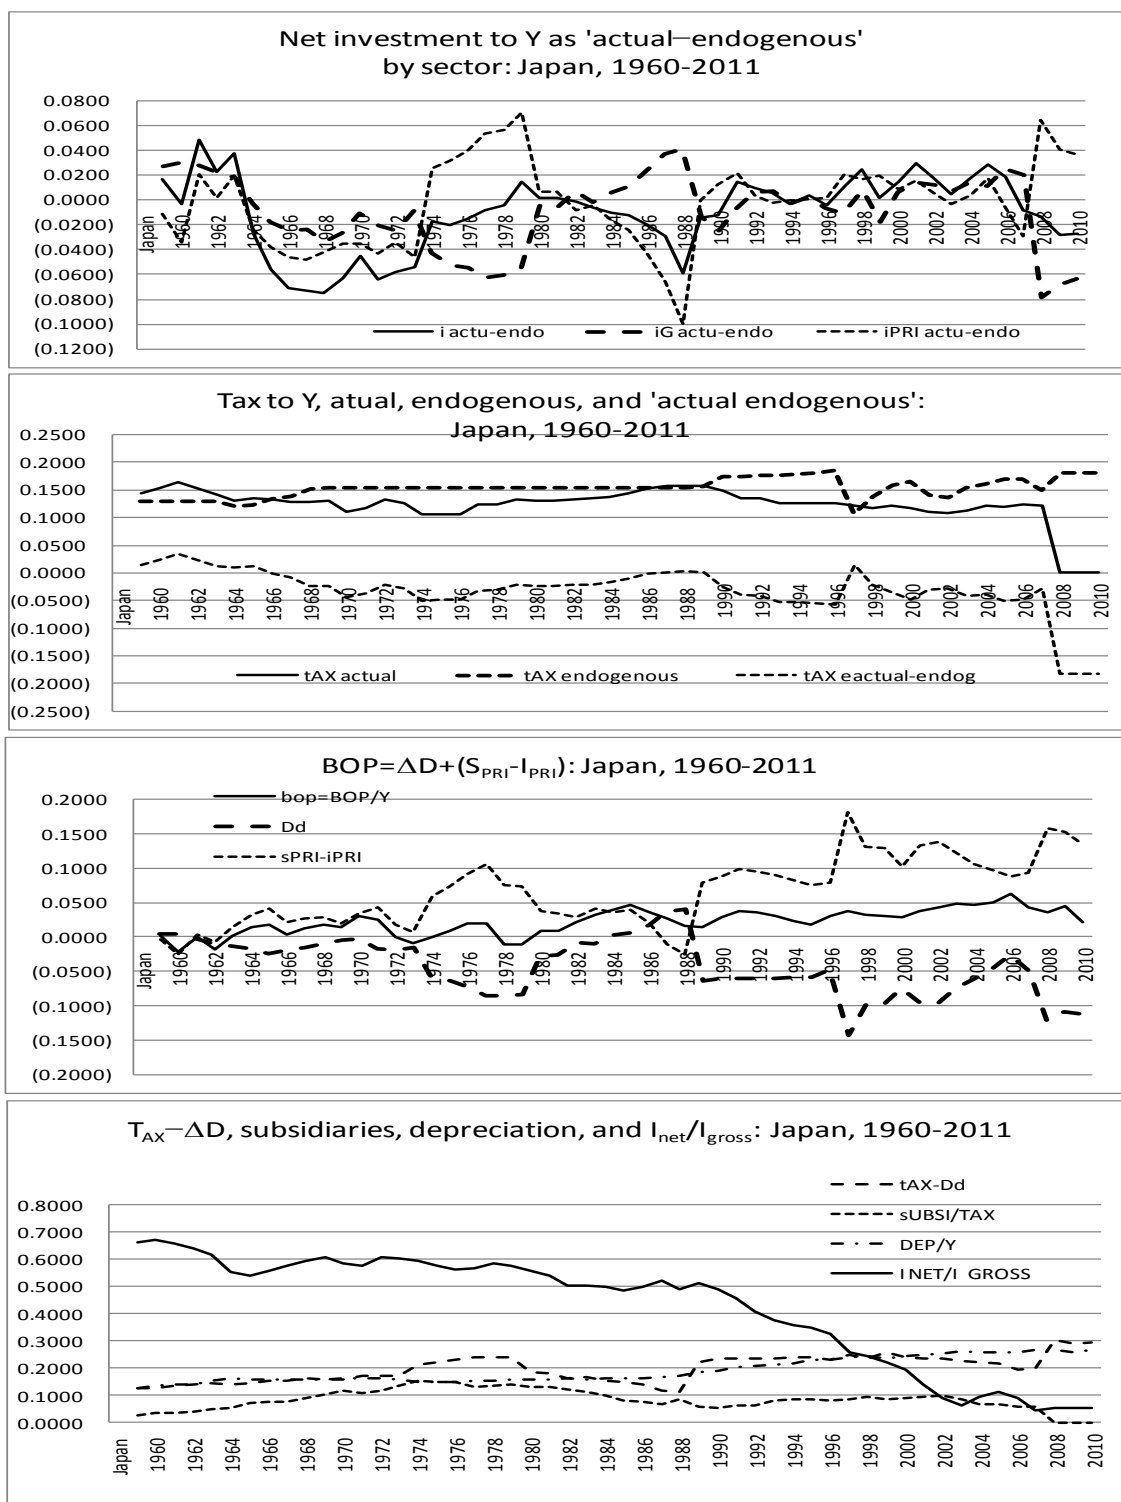 Net investment to Y as 'actual−endogenous'
by sector: Japan, 1960-2011
0.0800
0.0600
0.0400
0.0200
0.0000
(0.0200)
(0.0400)
(0.0600)
(0.0800)
(0.1000)
(0.1200)
Japan 1960 1962 1964 1966 1968 1970 1972 1974 1976 1978 1980 1982 1984 1986 1988 1990 1992 1994 1996 1998 2000 2002 2004 2006 2008 2010
i actu-endo iG actu-endo iPRI actu-endo
Tax to Y, atual, endogenous, and 'actual endogenous':
Japan, 1960-2011
0.2500
0.2000
0.1500
0.1000
0.0500
0.0000
(0.0500)
(0.1000)
(0.1500)
(0.2000)
(0.2500)
Japan 1960 1962 1964 1966 1968 1970 1972 1974 1976 1978 1980 1982 1984 1986 1988 1990 1992 1994 1996 1998 2000 2002 2004 2006 2008 2010
tAX actual tAX endogenous tAX eactual-endog
BOP=ΔD+(SPRI-IPRI): Japan, 1960-2011
bop=BOP/Y
Dd
sPRI-iPRI
0.2000
0.1500
0.1000
0.0500
0.0000
(0.0500)
(0.1000)
(0.1500)
(0.2000)
Japan 1960 1962 1964 1966 1968 1970 1972 1974 1976 1978 1980 1982 1984 1986 1988 1990 1992 1994 1996 1998 2000 2002 2004 2006 2008 2010
TAX−ΔD, subsidiaries, depreciation, and Inet/Igross: Japan, 1960-2011
tAX-Dd
sUBSI/TAX
DEP/Y
I NET/I GROSS
0.8000
0.7000
0.6000
0.5000
0.4000
0.3000
0.2000
0.1000
0.0000
Japan 1960 1962 1964 1966 1968 1970 1972 1974 1976 1978 1980 1982 1984 1986 1988 1990 1992 1994 1996 1998 2000 2002 2004 2006 2008 2010